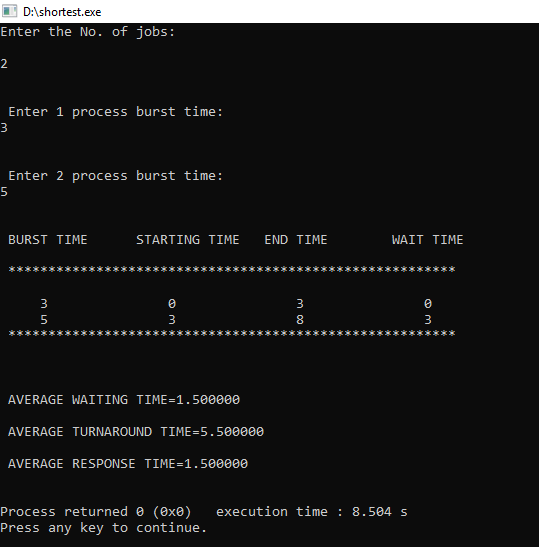 D:\shortest.exe
Enter the No. of jobs:
2
Enter 1 process burst time:
3
Enter 2 process burst time:
5
BURST TIME      STARTING TIME   END TIME        WAIT TIME
********************************************************
3               0               3               0
5               3               8               3
********************************************************
AVERAGE WAITING TIME=1.500000
AVERAGE TURNAROUND TIME=5.500000
AVERAGE RESPONSE TIME=1.500000
Process returned 0 (0x0)   execution time : 8.504 s
Press any key to continue.